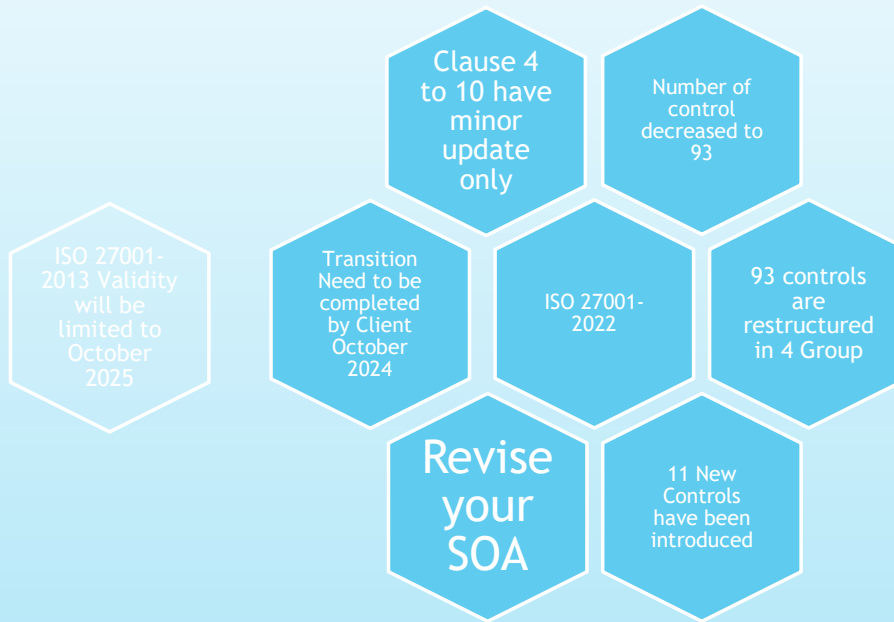 Clause 4
to 10 have
minor
update
only
Number of
control
decreased to
93
ISO 27001-
2013 Validity
will be
limited to
October
2025
Transition
Need to be
completed
by Client
October
2024
ISO 27001-
2022
93 controls
are
restructured
in 4 Group
Revise
your
SOA
11 New
Controls
have been
introduced